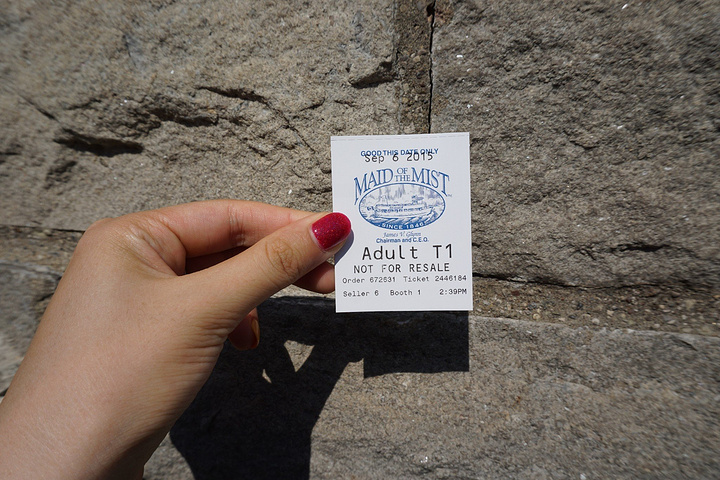 GOOD THIS DATE ONLY
Sep 6 2015
MAID OF THE MIST
SINCE 1846
James V. Glynn
Chairman and C.E.O.
Adult T1
NOT FOR RESALE
Order 672631 Ticket 2446184
Seller 6 Booth 1 2:39PM